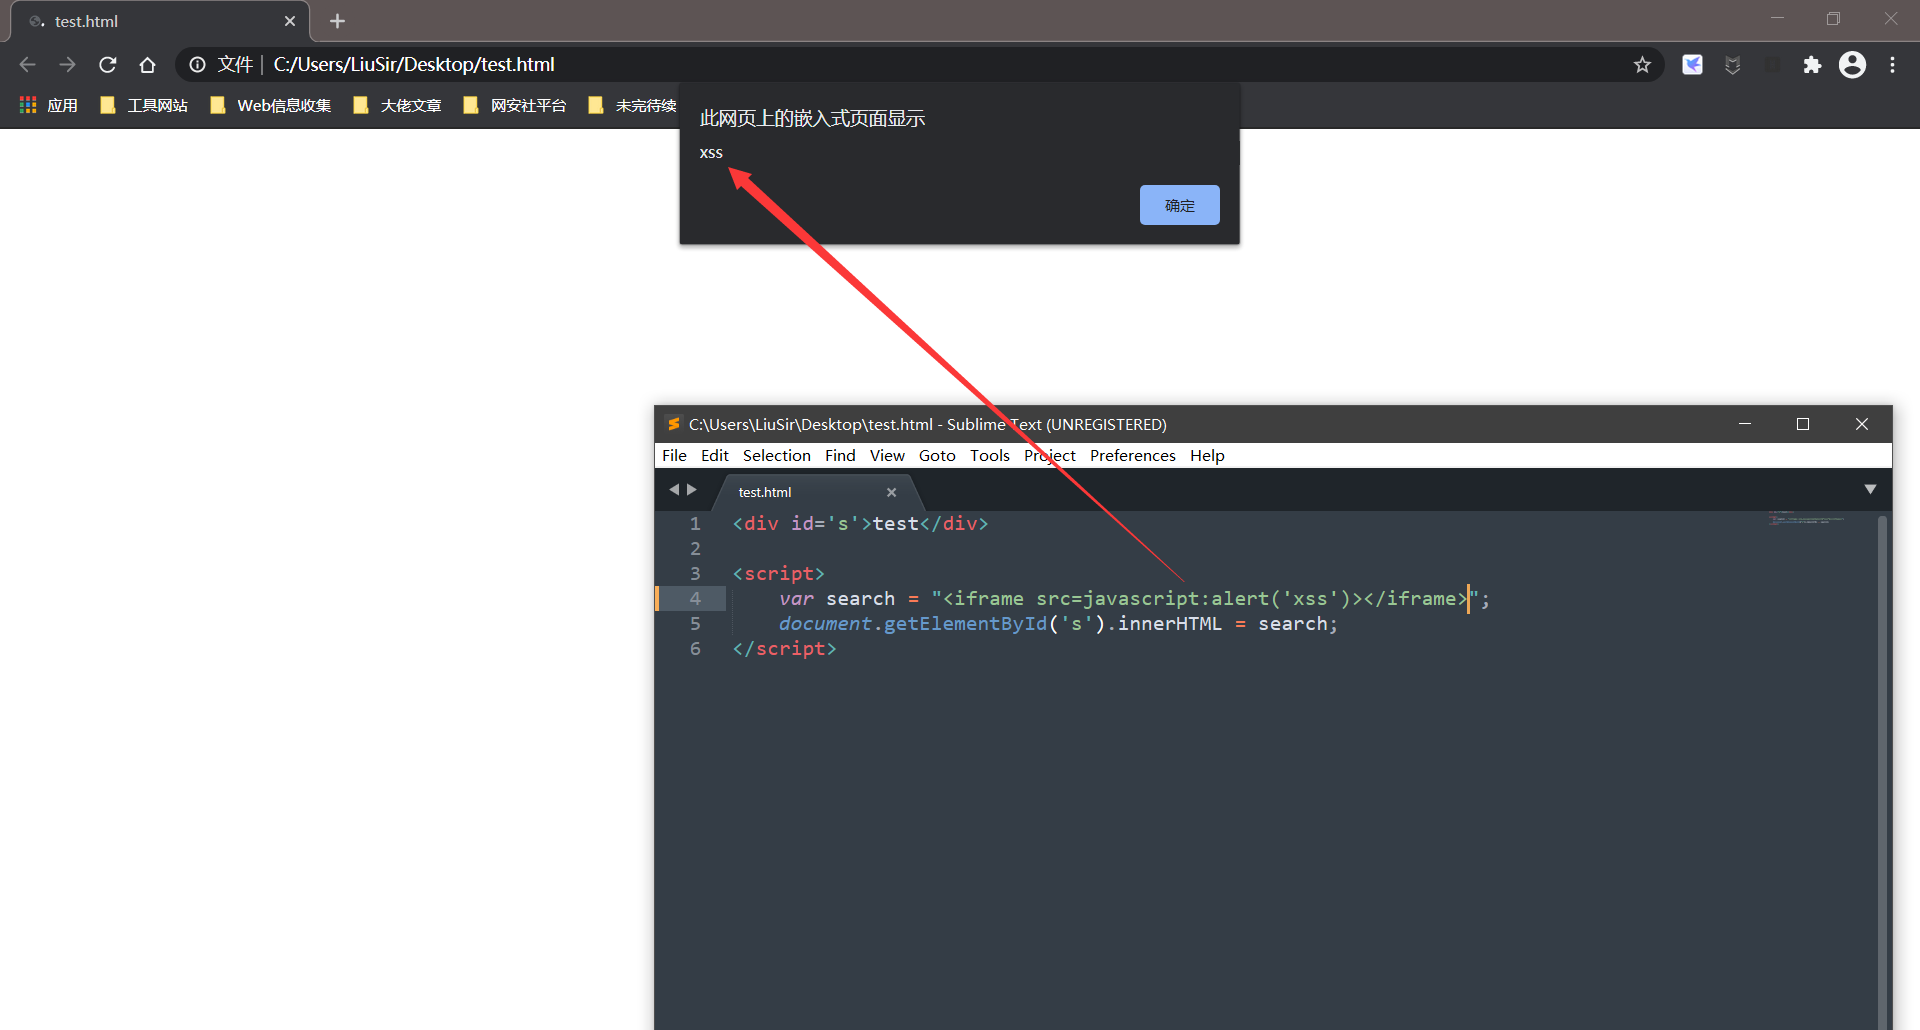 test.html
文件 | C:/Users/LiuSir/Desktop/test.html
应用 工具网站 Web信息收集 大佬文章 网安社平台 未完待续
此网页上的嵌入式页面显示
xss
确定
C:\Users\LiuSir\Desktop\test.html - Sublime Text (UNREGISTERED)
File Edit Selection Find View Goto Tools Project Preferences Help
test.html
1 <div id='s'>test</div>
2
3 <script>
4 var search = "<iframe src=javascript:alert('xss')></iframe>";
5 document.getElementById('s').innerHTML = search;
6 </script>